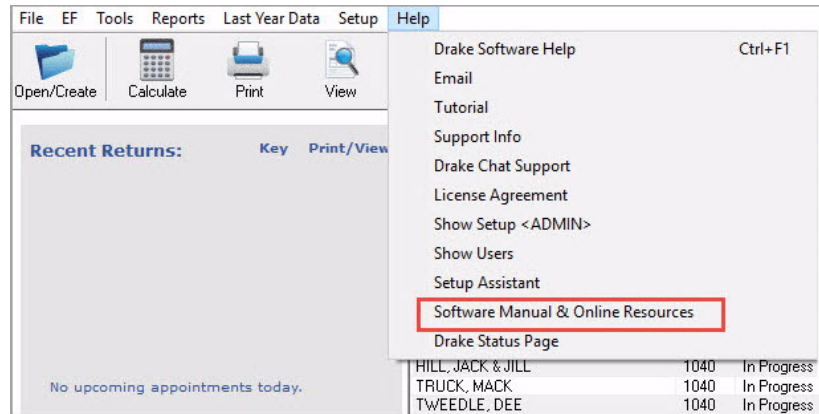 File EF Tools Reports Last Year Data Setup Help
Open/Create Calculate Print View
Drake Software Help Ctrl+F1
Email
Tutorial
Support Info
Drake Chat Support
License Agreement
Show Setup <ADMIN>
Show Users
Setup Assistant
Software Manual & Online Resources
Drake Status Page
Recent Returns: Key Print/View
No upcoming appointments today.
HILL, JACK & JILL 1040 In Progress
TRUCK, MACK 1040 In Progress
TWEEDLE, DEE 1040 In Progress